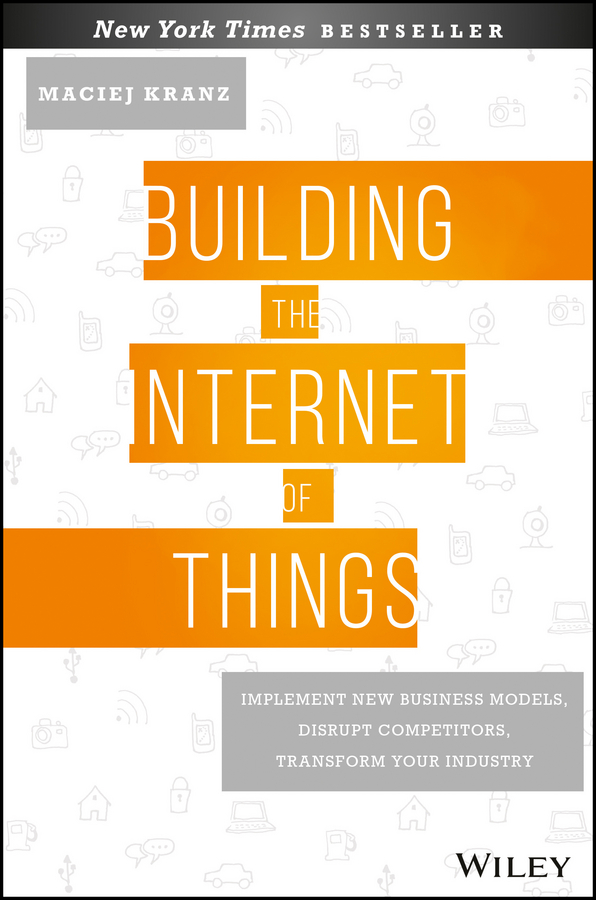 New York Times BESTSELLER
MACIEJ KRANZ
BUILDING
THE
INTERNET
OF
THINGS
IMPLEMENT NEW BUSINESS MODELS,
DISRUPT COMPETITORS,
TRANSFORM YOUR INDUSTRY
WILEY